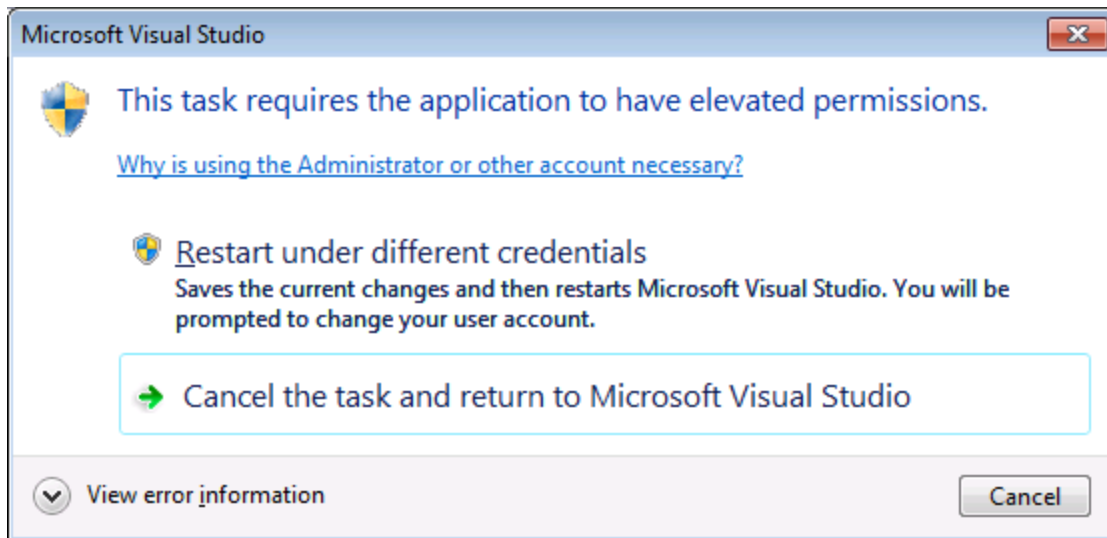 Microsoft Visual Studio
This task requires the application to have elevated permissions.
Why is using the Administrator or other account necessary?
Restart under different credentials
Saves the current changes and then restarts Microsoft Visual Studio. You will be
prompted to change your user account.
Cancel the task and return to Microsoft Visual Studio
View error information
Cancel